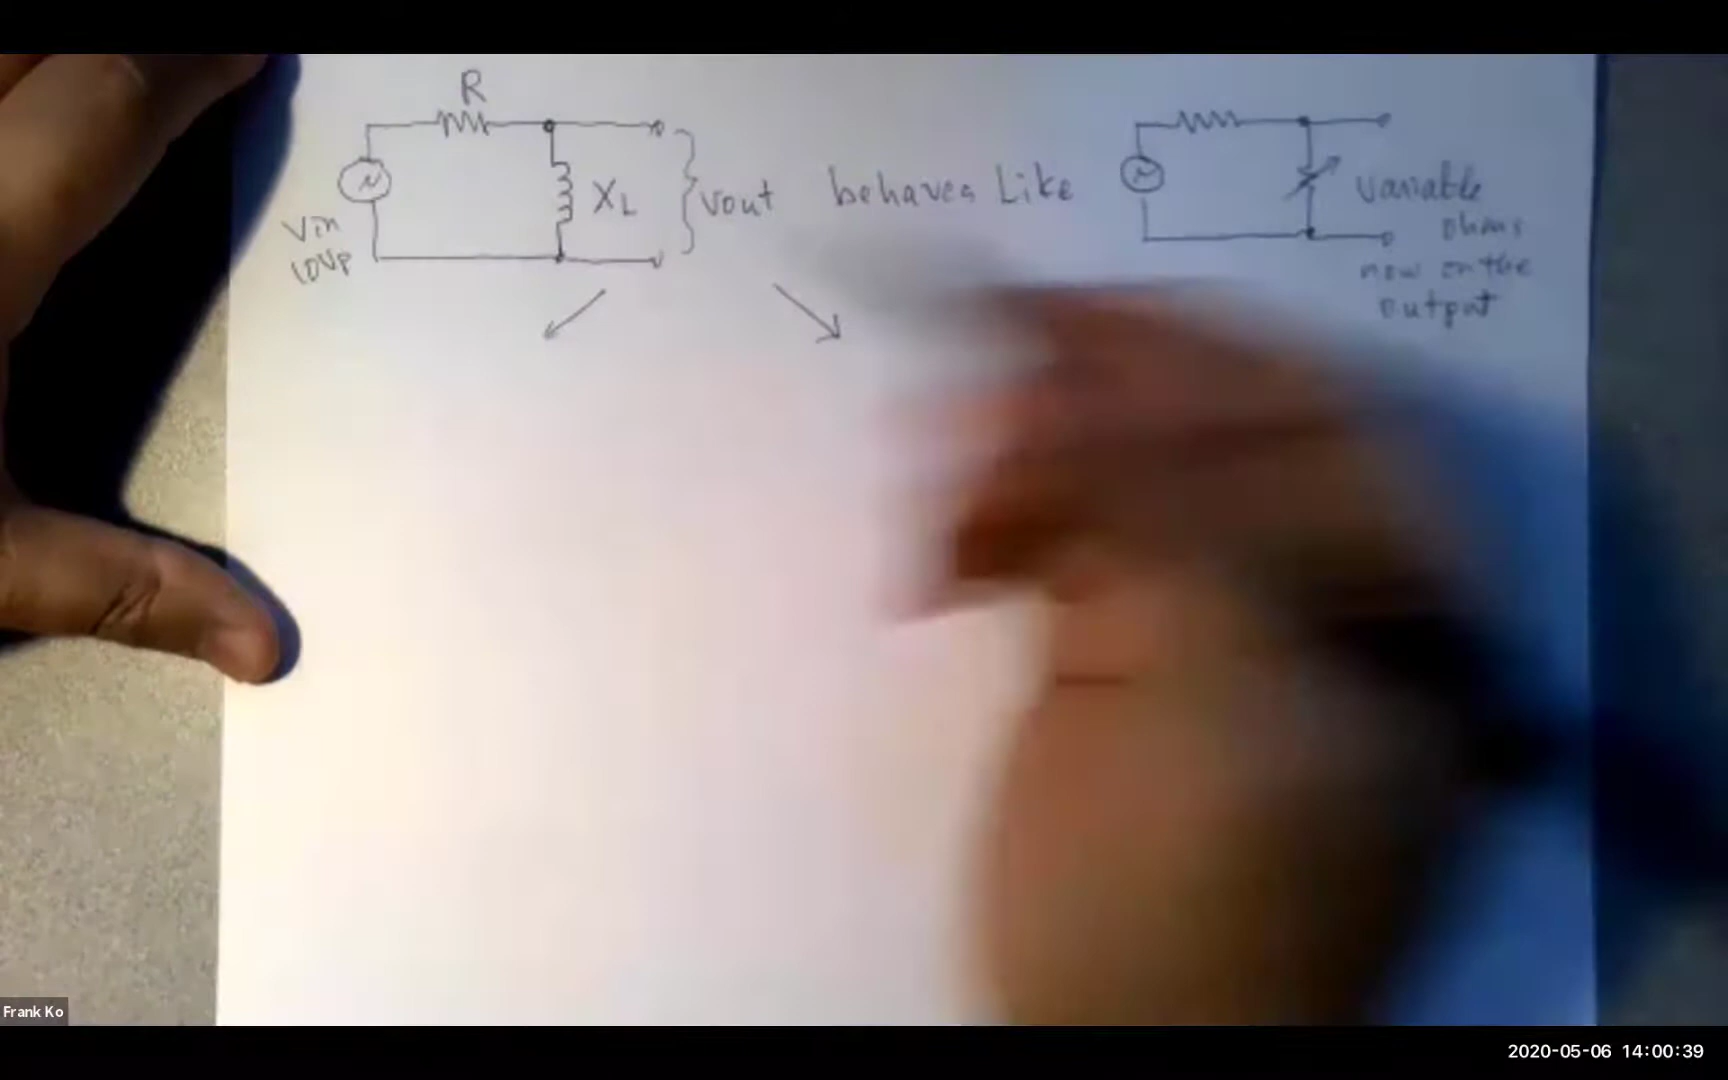 R
XL
Vout
behaves Like
Vin
10Vp
variable
ohms
now on the
output
Frank Ko
2020-05-06 14:00:39